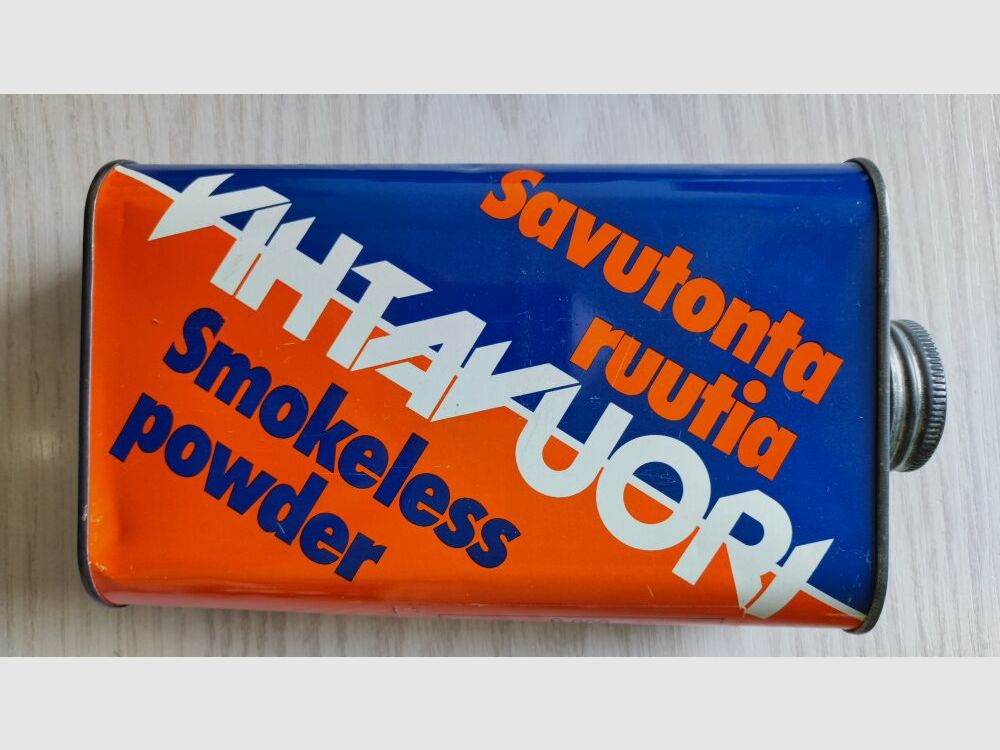 Savutonta
ruutia
VIHTAVUORI
Smokeless
powder